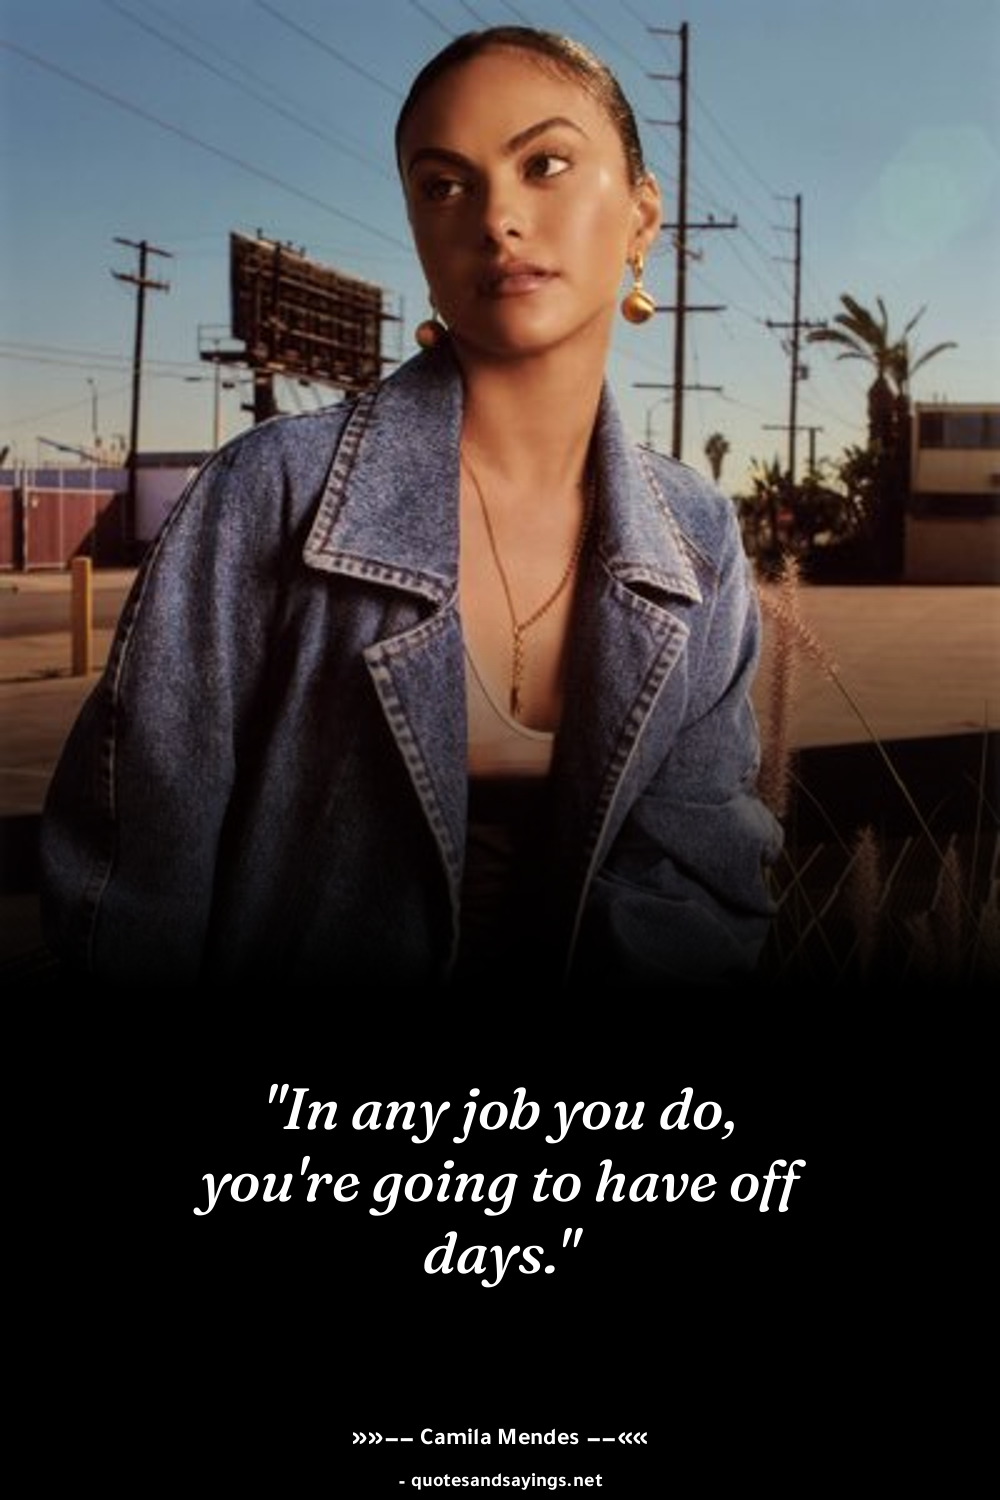 "In any job you do,
you're going to have off
days."
»»−− Camila Mendes −−««
- quotesandsayings.net